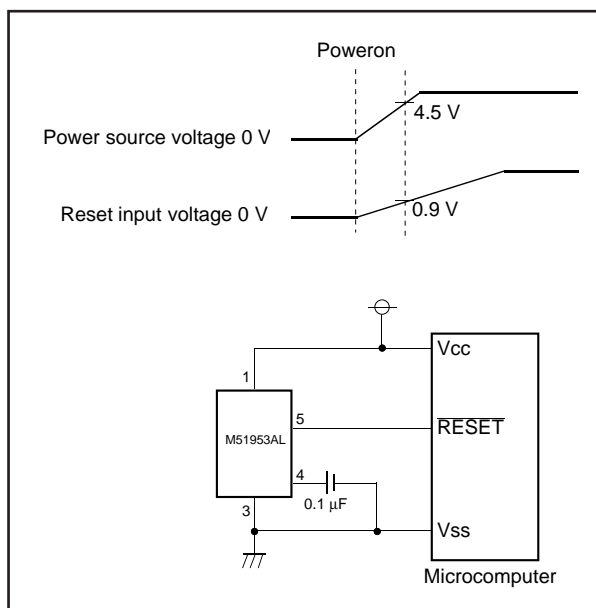 Poweron
4.5 V
Power source voltage 0 V
0.9 V
Reset input voltage 0 V
Vcc
1
5
RESET
M51953AL
4
0.1 μF
3
Vss
Microcomputer